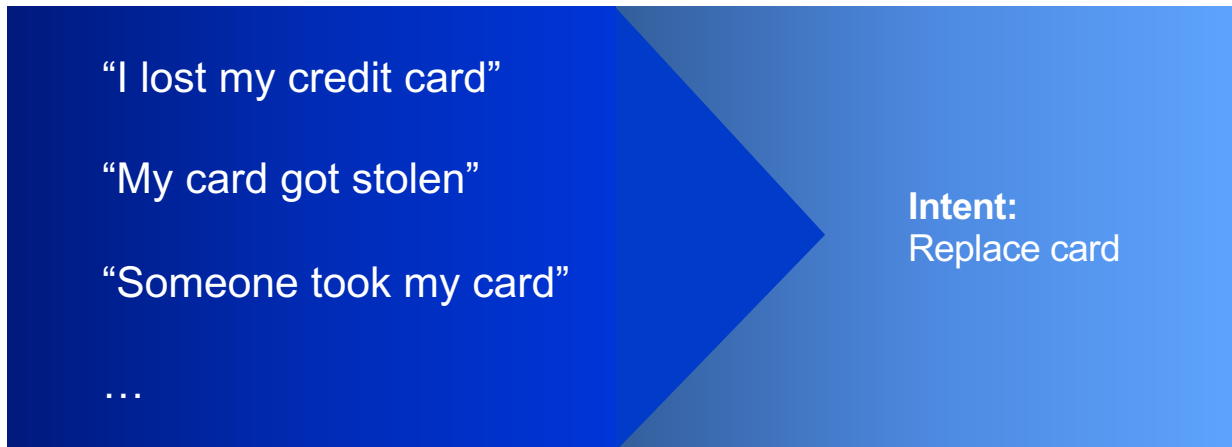 “I lost my credit card”
“My card got stolen”
“Someone took my card”
…
Intent:
Replace card